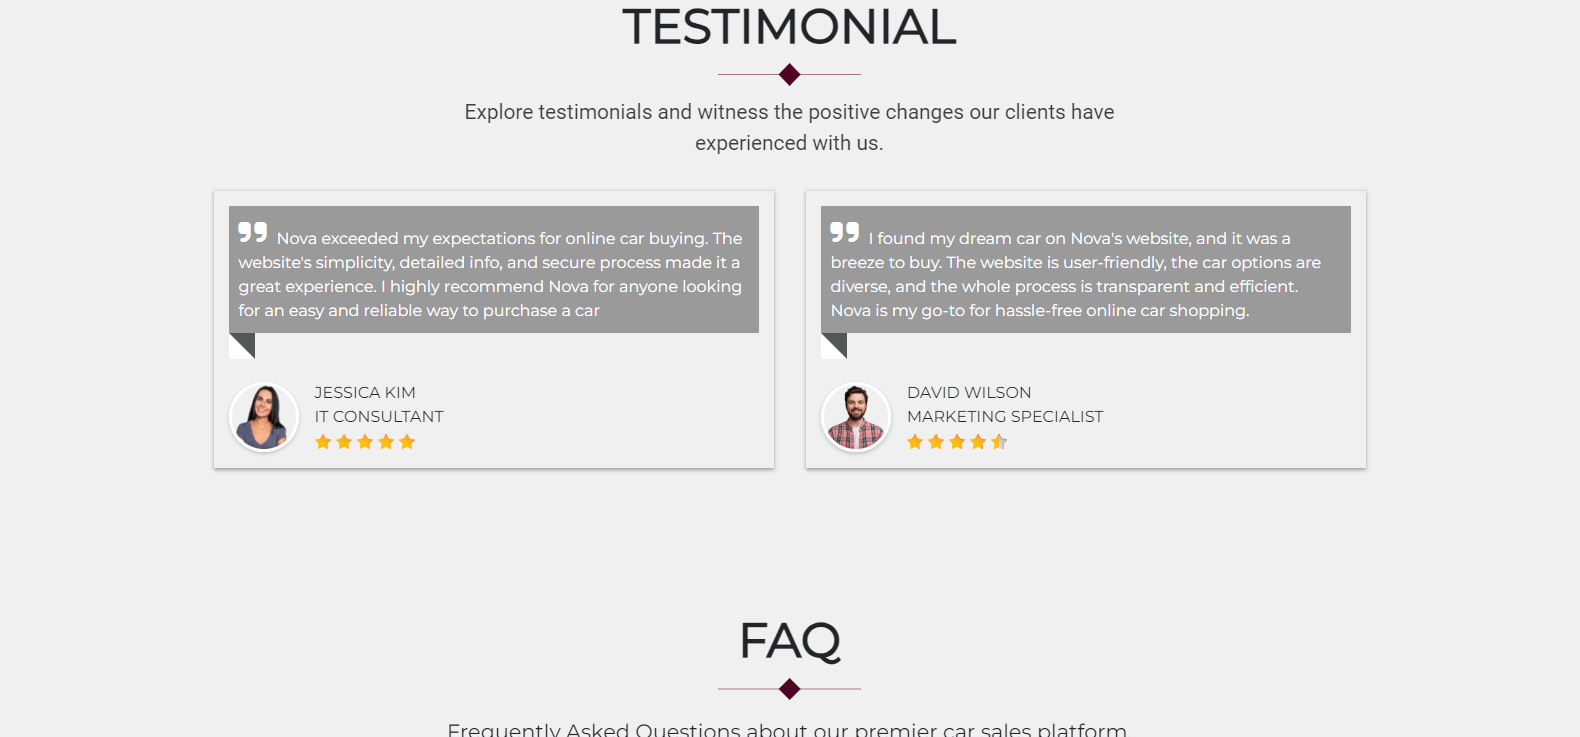 TESTIMONIAL
Explore testimonials and witness the positive changes our clients have
experienced with us.
Nova exceeded my expectations for online car buying. The
website's simplicity, detailed info, and secure process made it a
great experience. I highly recommend Nova for anyone looking
for an easy and reliable way to purchase a car
JESSICA KIM
IT CONSULTANT
I found my dream car on Nova's website, and it was a
breeze to buy. The website is user-friendly, the car options are
diverse, and the whole process is transparent and efficient.
Nova is my go-to for hassle-free online car shopping.
DAVID WILSON
MARKETING SPECIALIST
FAQ
Frequently Asked Questions about our premier car sales platform